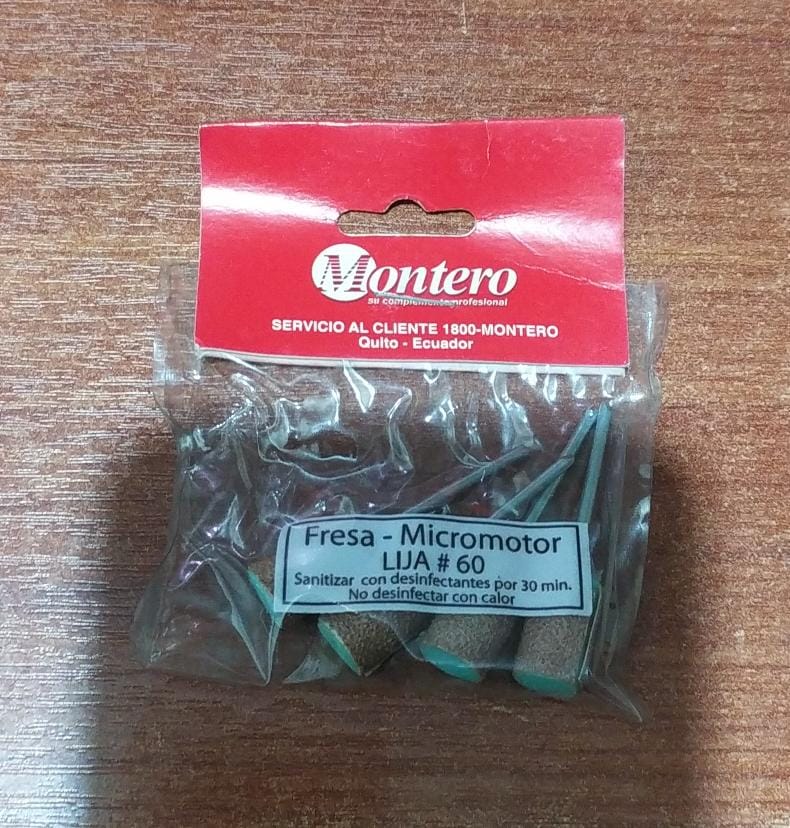 Montero
su complemento profesional
SERVICIO AL CLIENTE 1800-MONTERO
Quito - Ecuador
Fresa - Micromotor
LIJA # 60
Sanitizar con desinfectantes por 30 min.
No desinfectar con calor